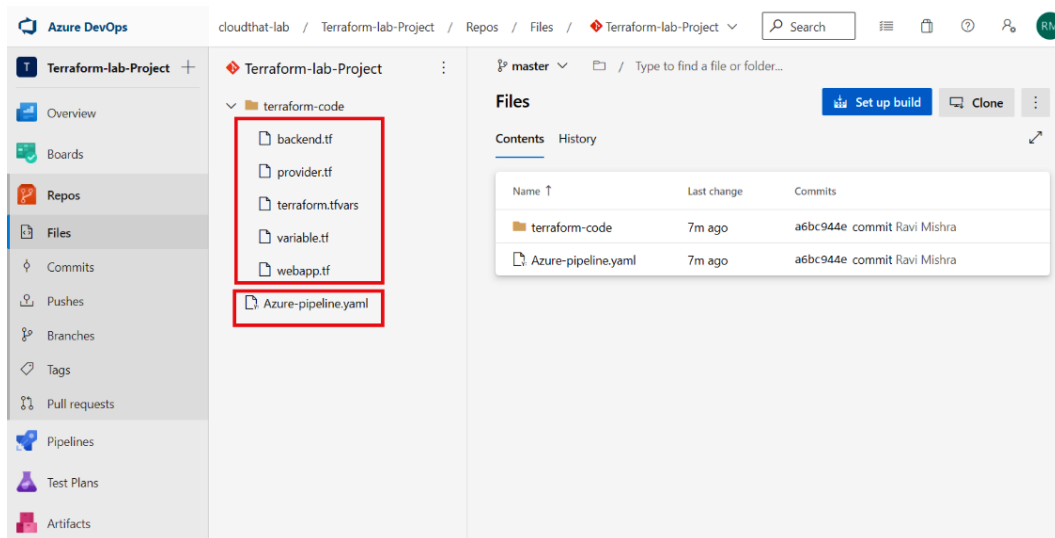 Azure DevOps
cloudthat-lab / Terraform-lab-Project / Repos / Files / Terraform-lab-Project
Search
RM
T Terraform-lab-Project
Overview
Boards
Repos
Files
Commits
Pushes
Branches
Tags
Pull requests
Pipelines
Test Plans
Artifacts
Terraform-lab-Project
terraform-code
backend.tf
provider.tf
terraform.tfvars
variable.tf
webapp.tf
Azure-pipeline.yaml
master / Type to find a file or folder...
Files
Set up build
Clone
Contents History
Name ↑ Last change Commits
terraform-code 7m ago a6bc944e commit Ravi Mishra
Azure-pipeline.yaml 7m ago a6bc944e commit Ravi Mishra